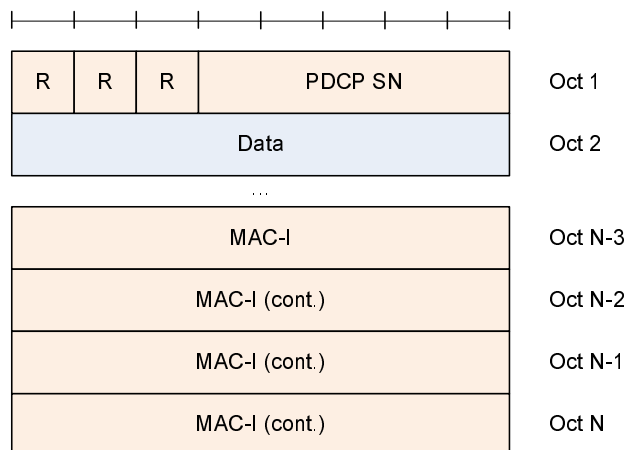 R R R PDCP SN Oct 1
Data Oct 2
...
MAC-I Oct N-3
MAC-I (cont.) Oct N-2
MAC-I (cont.) Oct N-1
MAC-I (cont.) Oct N